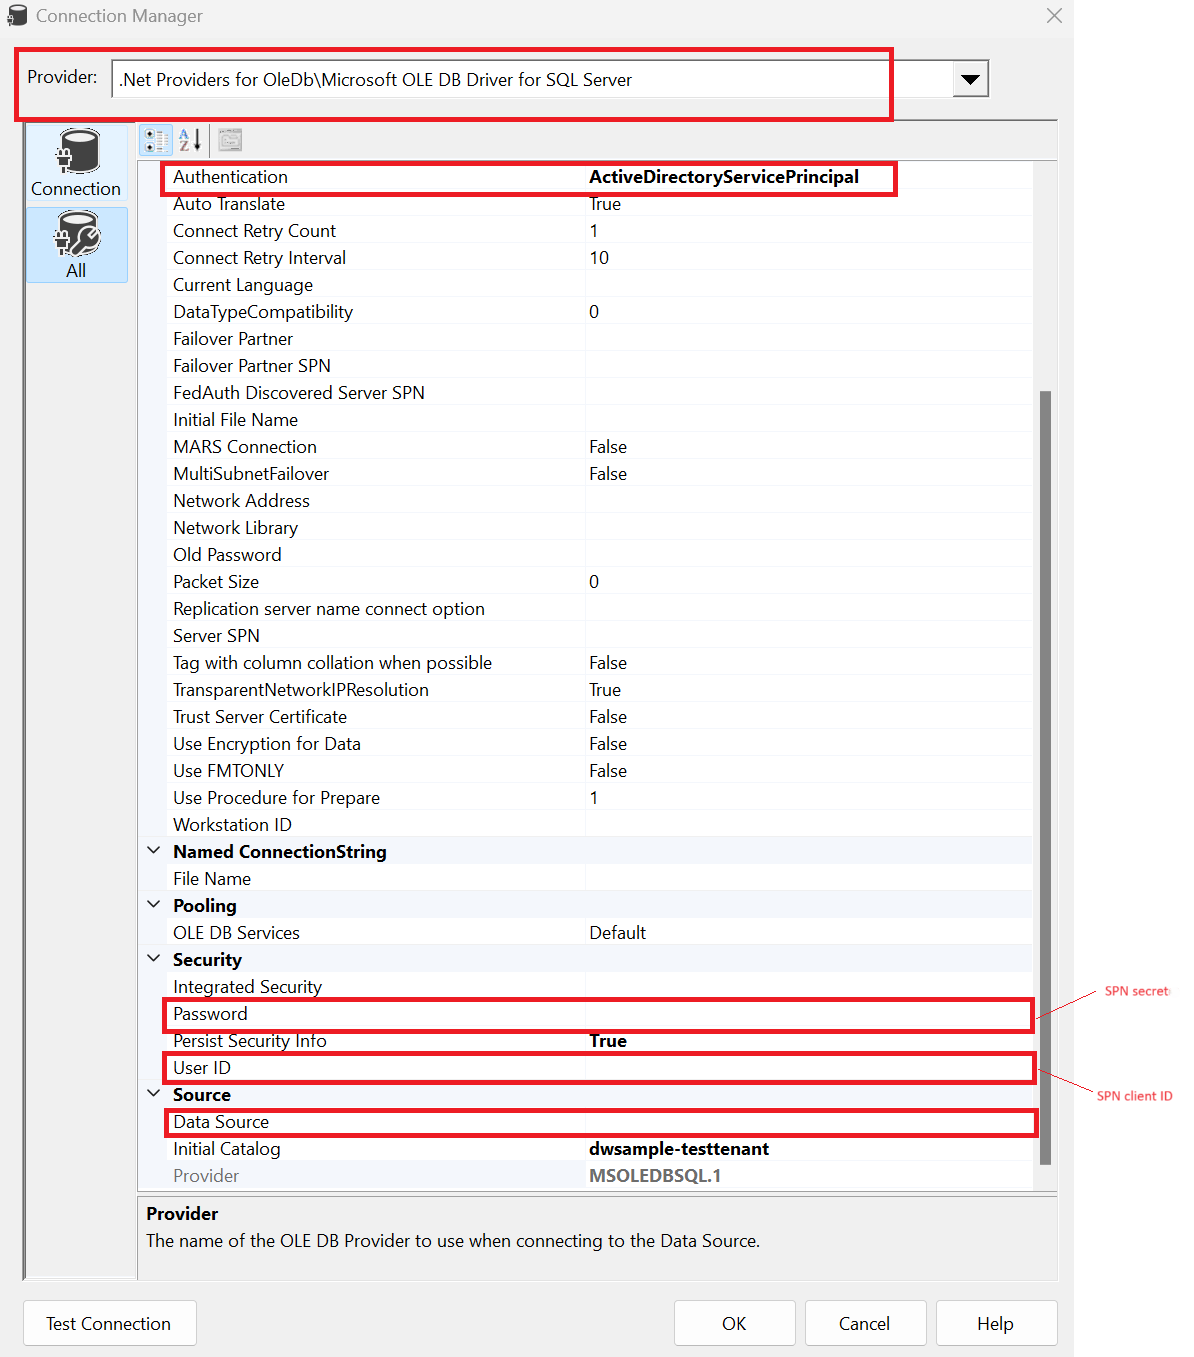 Connection Manager
Provider: .Net Providers for OleDb\Microsoft OLE DB Driver for SQL Server
Connection
All
Authentication ActiveDirectoryServicePrincipal
Auto Translate True
Connect Retry Count 1
Connect Retry Interval 10
Current Language
DataTypeCompatibility 0
Failover Partner
Failover Partner SPN
FedAuth Discovered Server SPN
Initial File Name
MARS Connection False
MultiSubnetFailover False
Network Address
Network Library
Old Password
Packet Size 0
Replication server name connect option
Server SPN
Tag with column collation when possible False
TransparentNetworkIPResolution True
Trust Server Certificate False
Use Encryption for Data False
Use FMTONLY False
Use Procedure for Prepare 1
Workstation ID
Named ConnectionString
File Name
Pooling
OLE DB Services Default
Security
Integrated Security
Password
SPN secret
Persist Security Info True
User ID
SPN client ID
Source
Data Source
Initial Catalog dwsample-testtenant
Provider MSOLEDBSQL.1
Provider
The name of the OLE DB Provider to use when connecting to the Data Source.
Test Connection OK Cancel Help